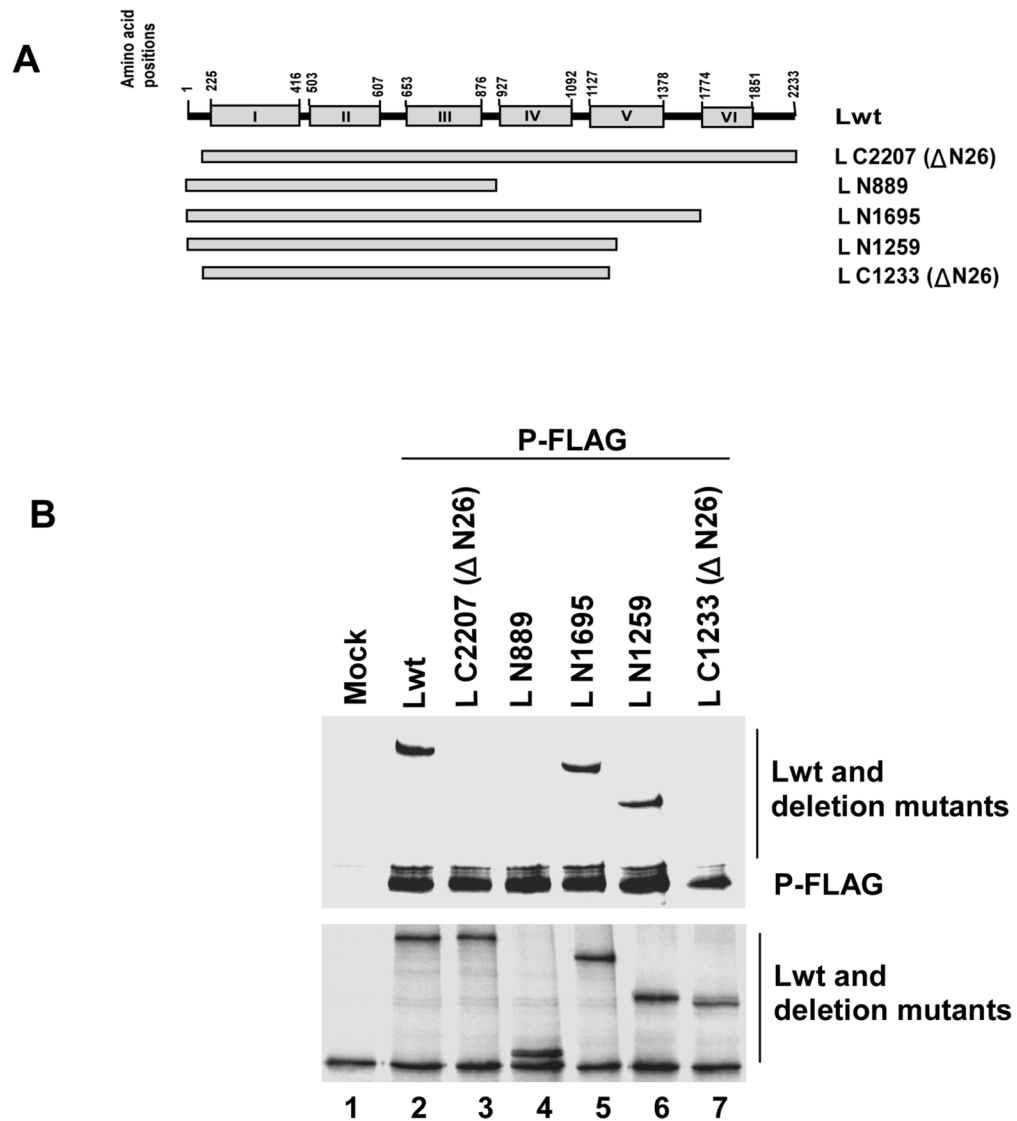 A
Amino acid
positions
1 225 416 503 607 653 876 927 1092 1127 1378 1774 1851 2233
I II III IV V VI
Lwt
L C2207 (Δ N26)
L N889
L N1695
L N1259
L C1233 (Δ N26)
P-FLAG
B
Mock
Lwt
L C2207 (Δ N26)
L N889
L N1695
L N1259
L C1233 (Δ N26)
Lwt and
deletion mutants
P-FLAG
Lwt and
deletion mutants
1 2 3 4 5 6 7